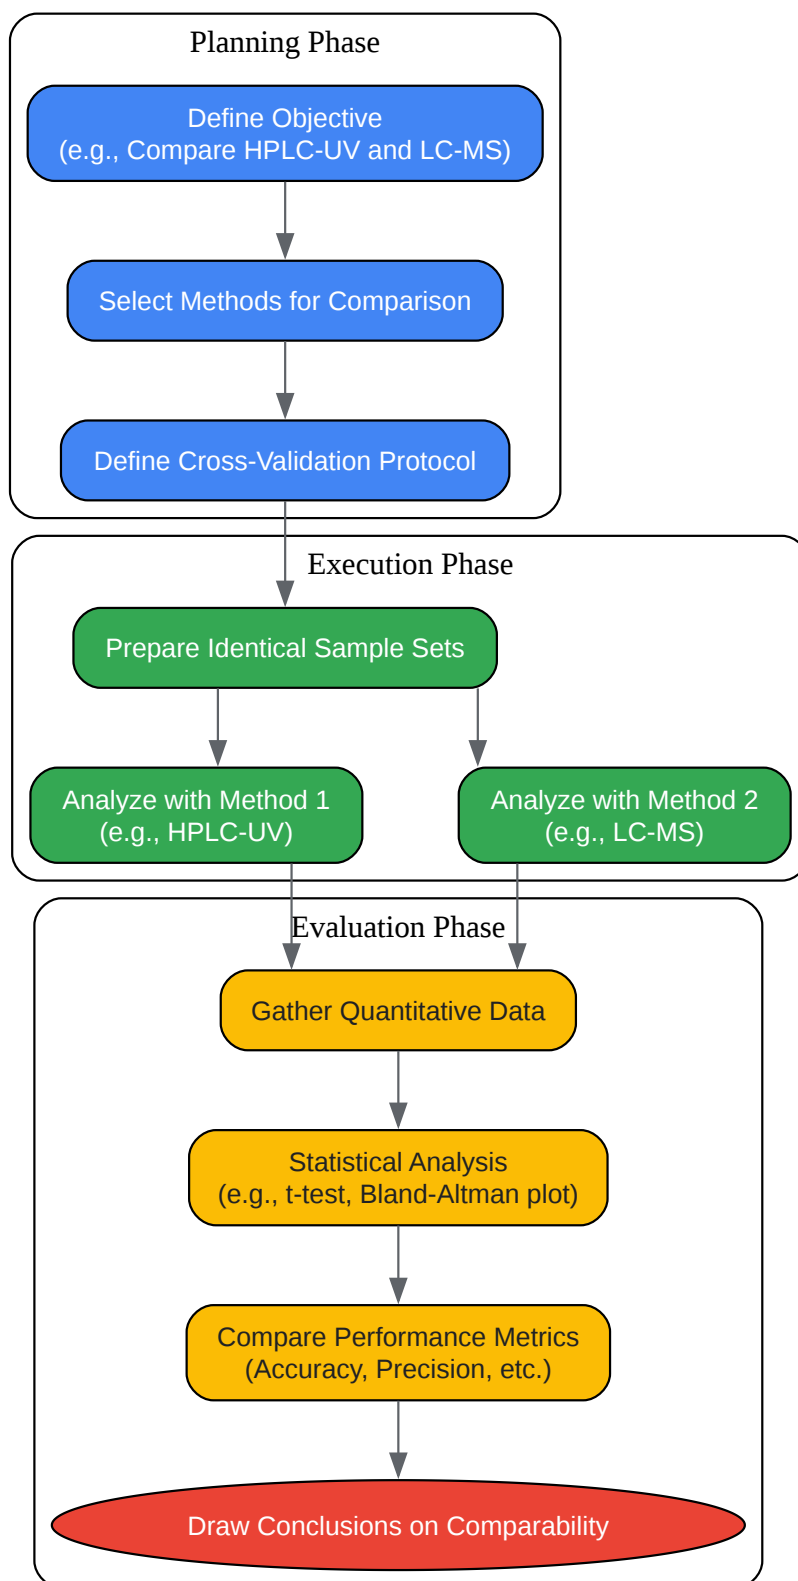 Planning Phase
Define Objective
(e.g., Compare HPLC-UV and LC-MS)
Select Methods for Comparison
Define Cross-Validation Protocol
Execution Phase
Prepare Identical Sample Sets
Analyze with Method 1
(e.g., HPLC-UV)
Analyze with Method 2
(e.g., LC-MS)
Evaluation Phase
Gather Quantitative Data
Statistical Analysis
(e.g., t-test, Bland-Altman plot)
Compare Performance Metrics
(Accuracy, Precision, etc.)
Draw Conclusions on Comparability